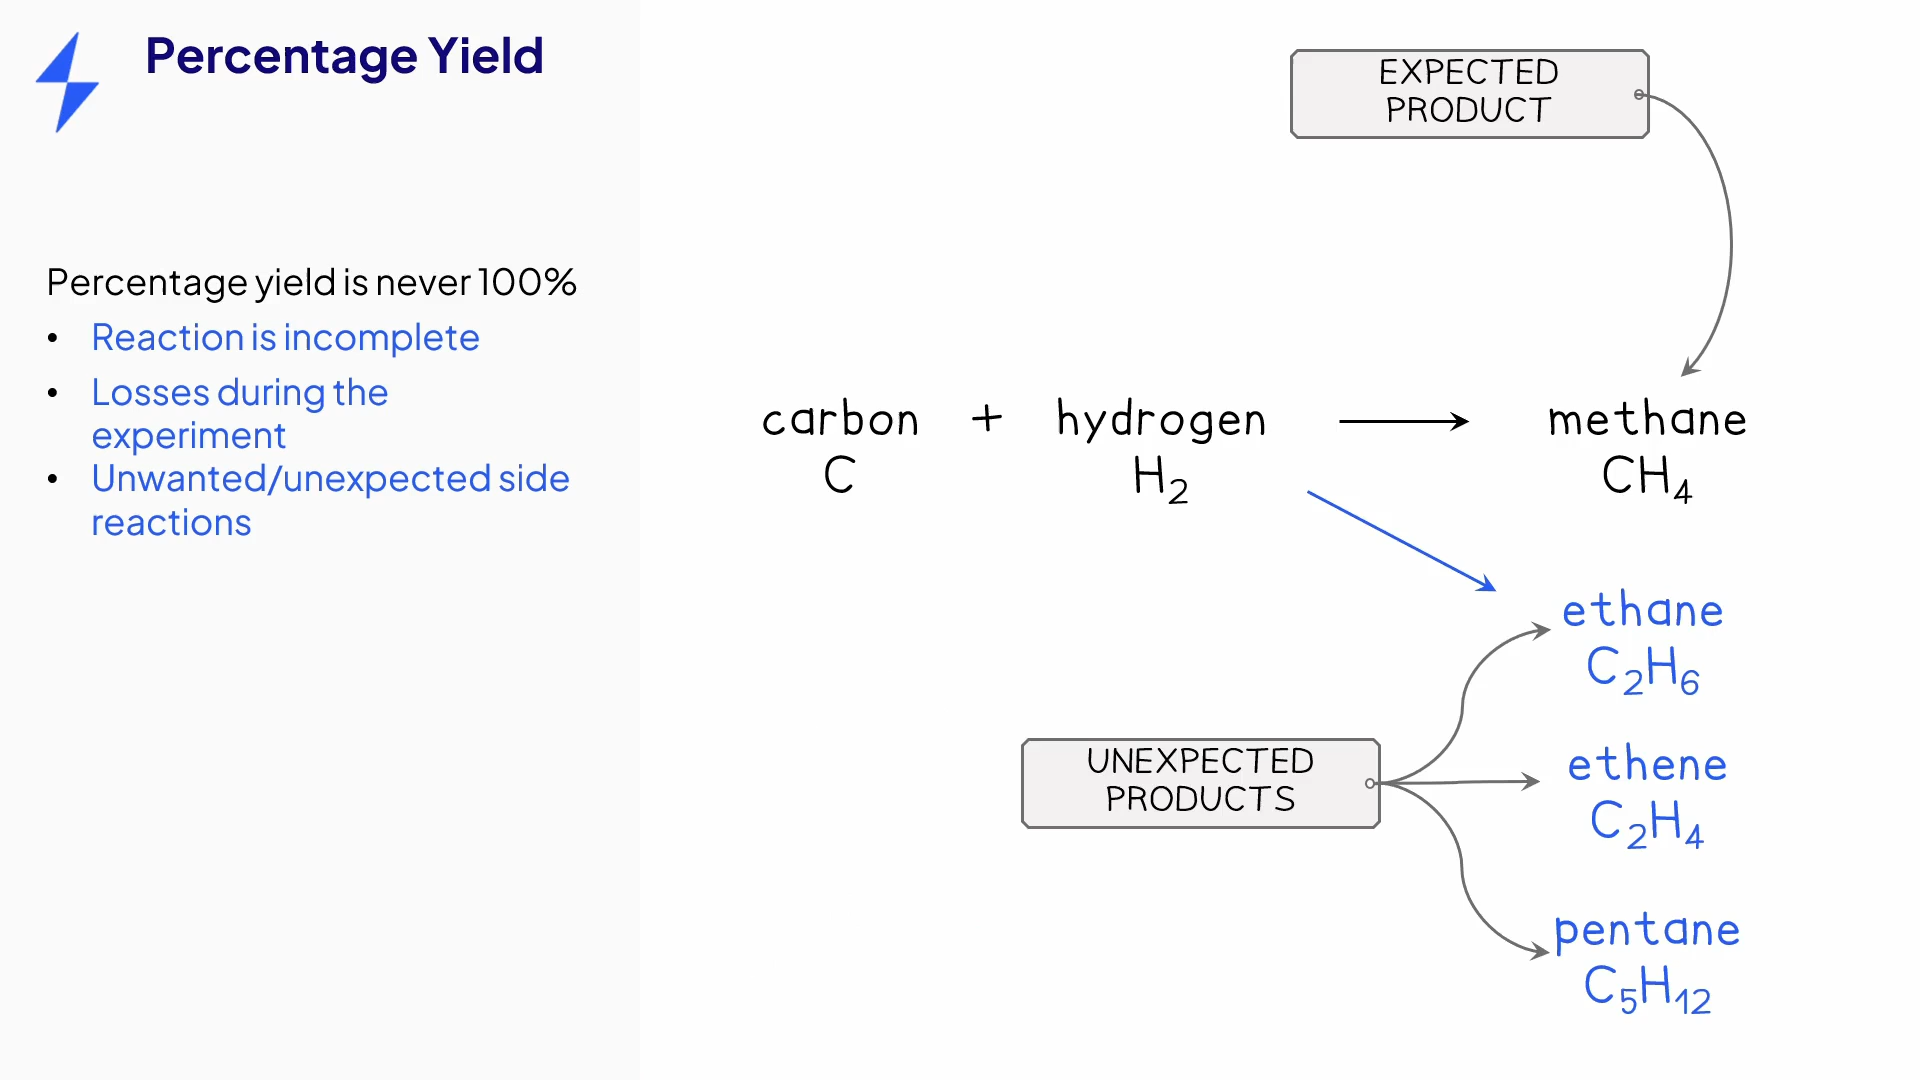 Percentage Yield
Percentage yield is never 100%
• Reaction is incomplete
• Losses during the
experiment
• Unwanted/unexpected side
reactions
EXPECTED
PRODUCT
carbon + hydrogen → methane
C H₂ CH₄
ethane
C₂H₆
UNEXPECTED
PRODUCTS
ethene
C₂H₄
pentane
C₅H₁₂